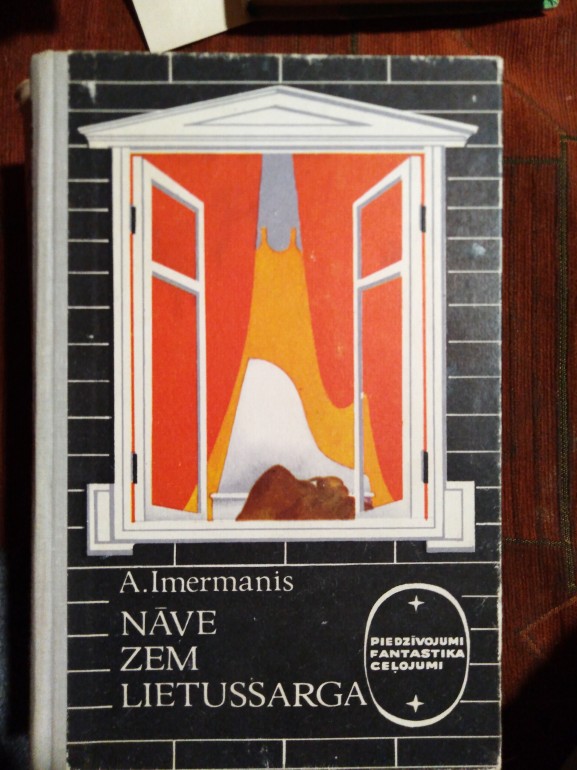 A.Imermanis
NĀVE
ZEM
LIETUSSARGA
PIEDZĪVOJUMI
FANTASTIKA
CEĻOJUMI